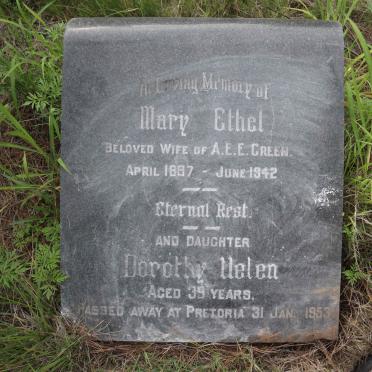 In Loving Memory of
Mary Ethel
Beloved Wife of A.E.E. Green.
April 1887 – June 1942
Eternal Rest.
and daughter
Dorothy Helen
Aged 39 years.
Passed away at Pretoria 31 Jan. 1953